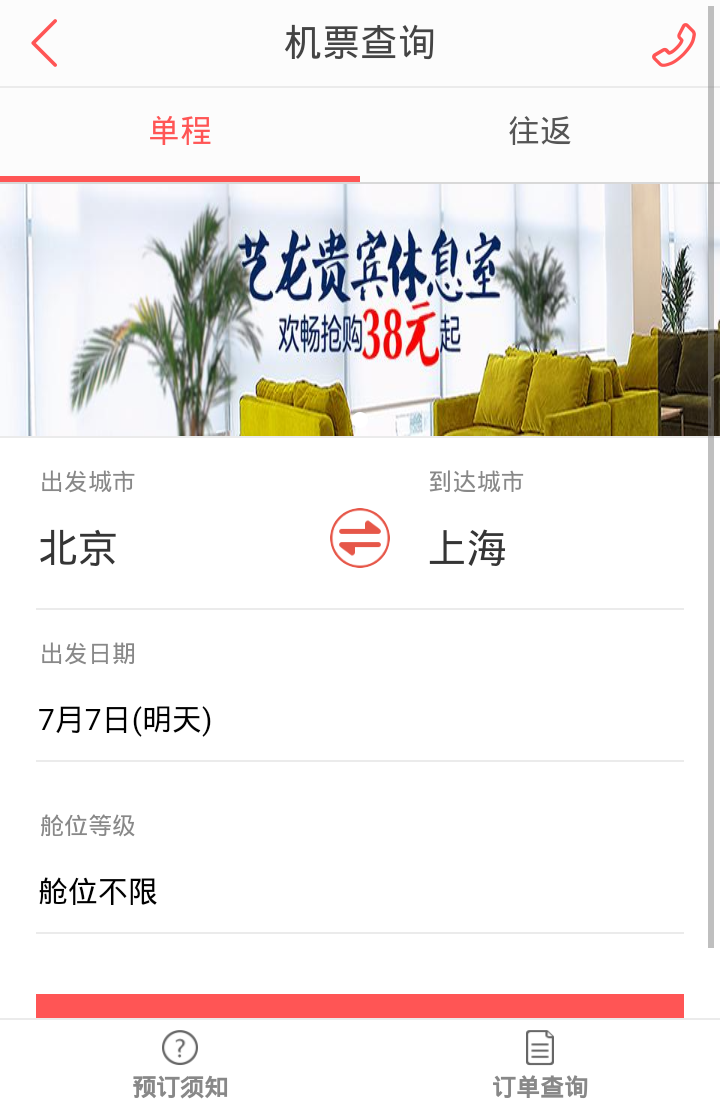 机票查询
单程
往返
艺龙贵宾休息室
欢畅抢购38元起
出发城市
到达城市
北京
上海
出发日期
7月7日(明天)
舱位等级
舱位不限
预订须知
订单查询